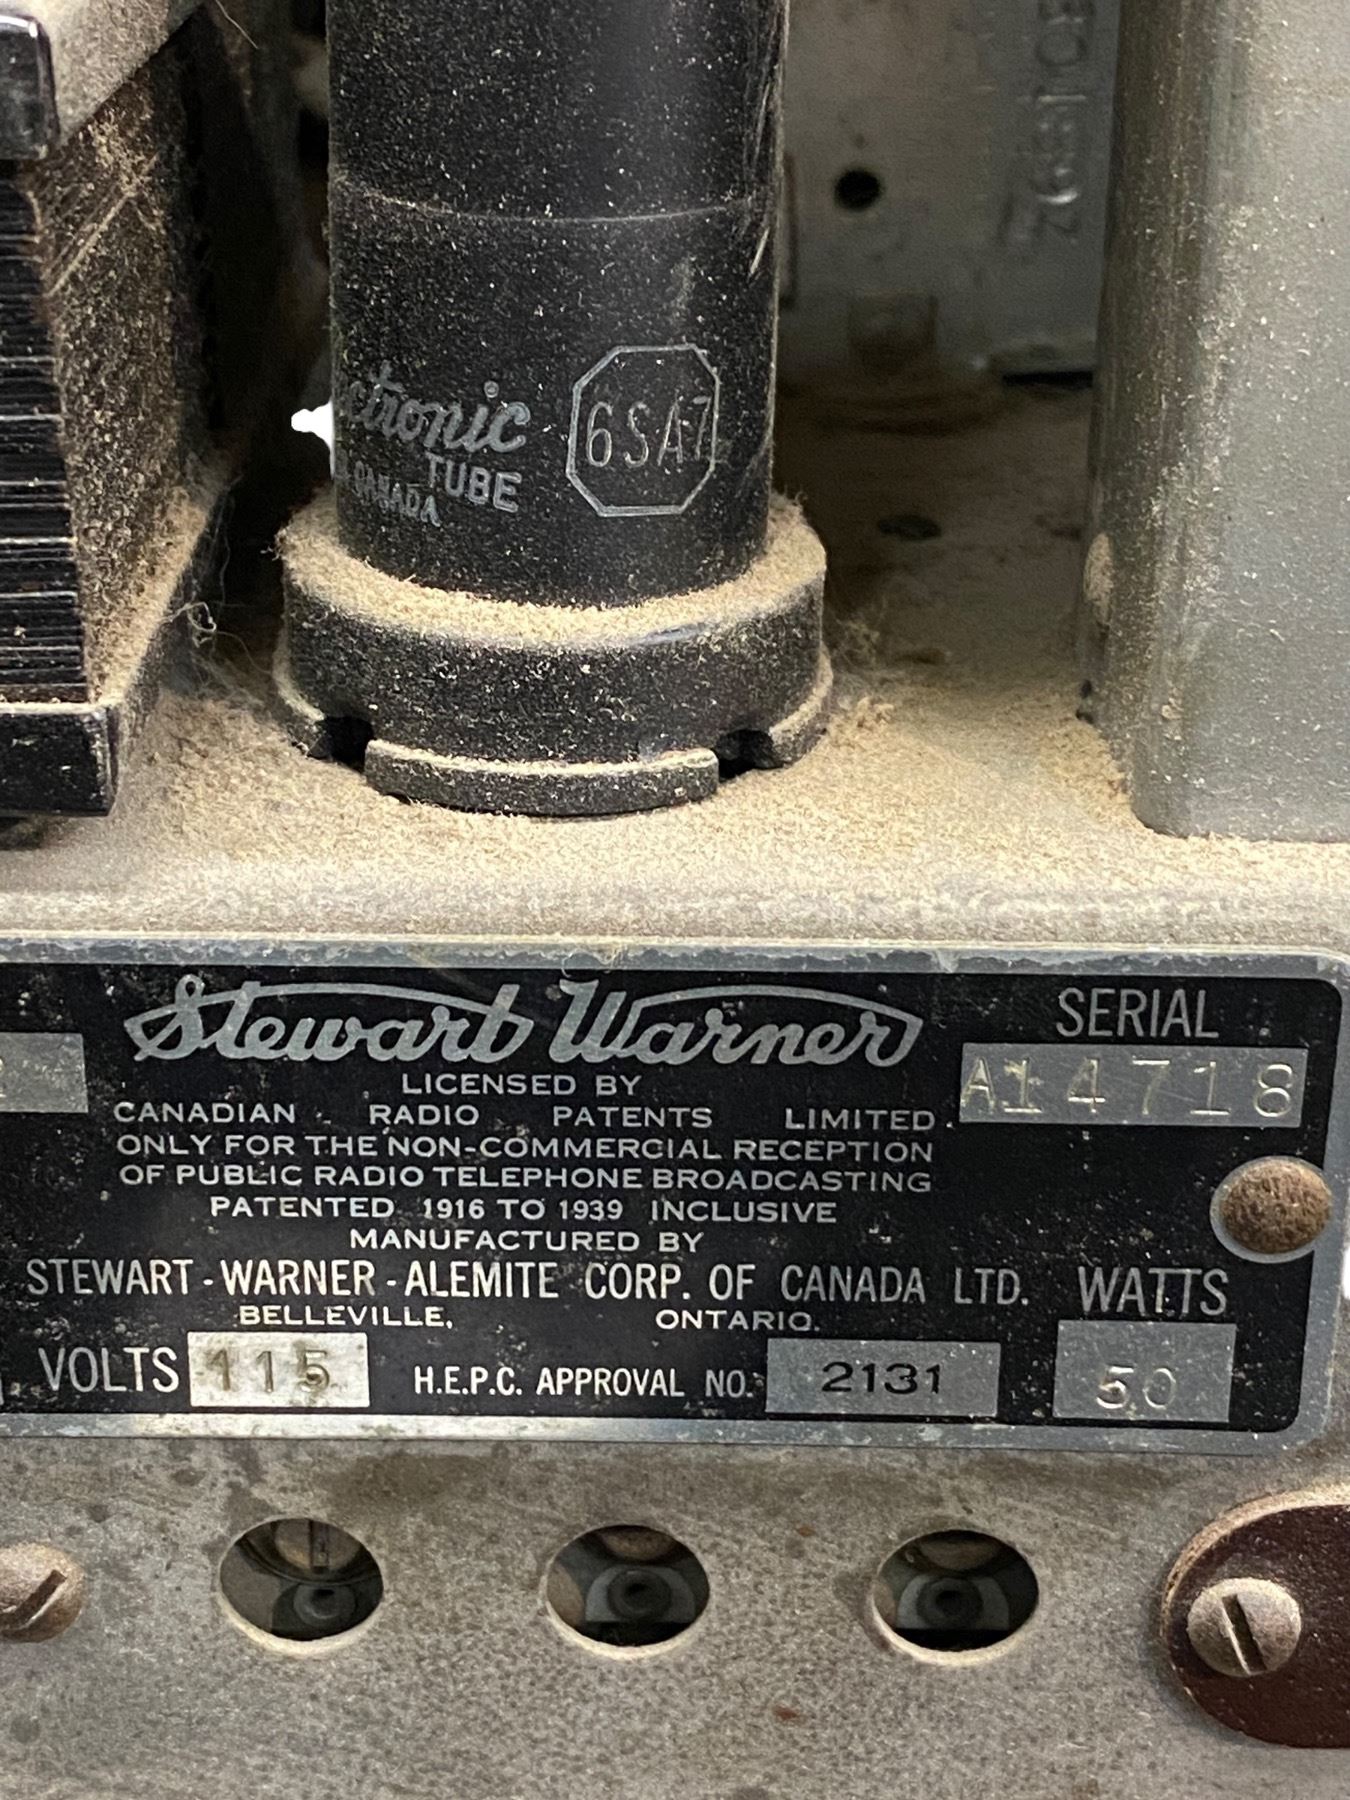 6SA7
TUBE
CANADA
Stewart Warner
SERIAL
A14718
LICENSED BY
CANADIAN RADIO PATENTS LIMITED
ONLY FOR THE NON-COMMERCIAL RECEPTION
OF PUBLIC RADIO TELEPHONE BROADCASTING
PATENTED 1916 TO 1939 INCLUSIVE
MANUFACTURED BY
STEWART-WARNER-ALEMITE CORP. OF CANADA LTD.
BELLEVILLE, ONTARIO.
WATTS
50
VOLTS 115 H.E.P.C. APPROVAL NO. 2131